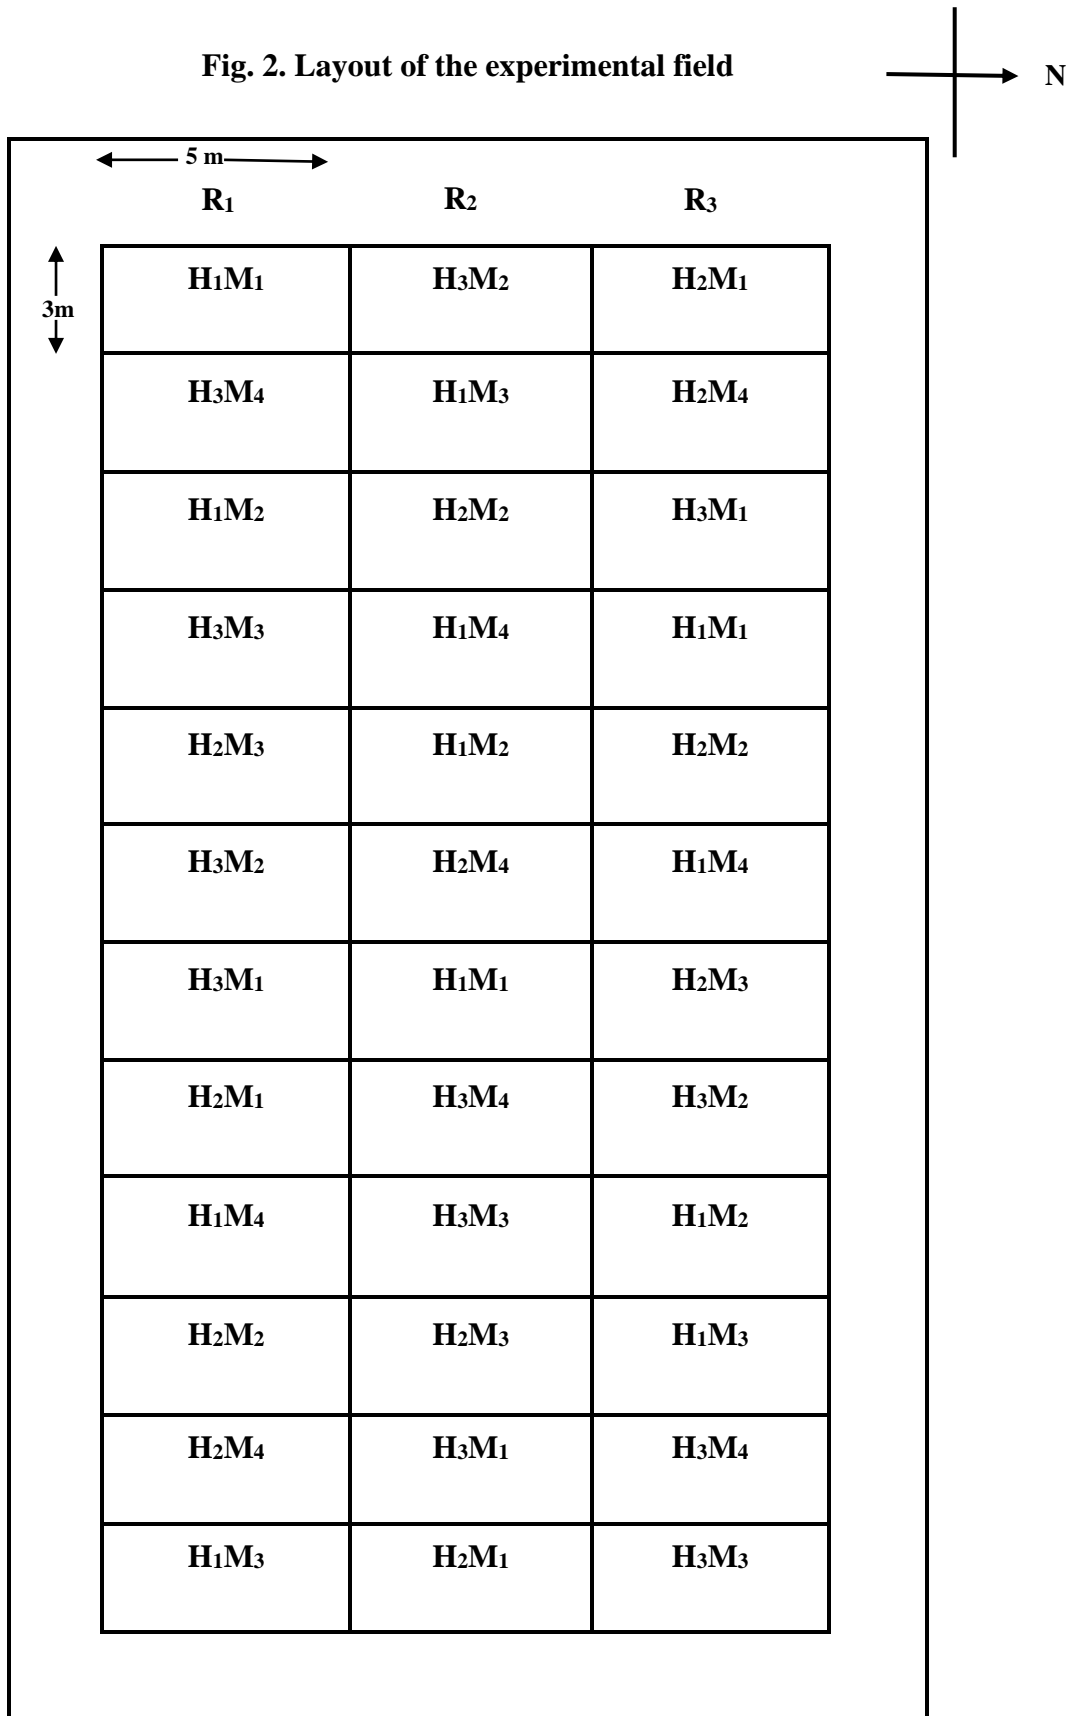 Fig. 2. Layout of the experimental field
N
5 m
R₁ R₂ R₃
3m
H₁M₁ H₃M₂ H₂M₁
H₃M₄ H₁M₃ H₂M₄
H₁M₂ H₂M₂ H₃M₁
H₃M₃ H₁M₄ H₁M₁
H₂M₃ H₁M₂ H₂M₂
H₃M₂ H₂M₄ H₁M₄
H₃M₁ H₁M₁ H₂M₃
H₂M₁ H₃M₄ H₃M₂
H₁M₄ H₃M₃ H₁M₂
H₂M₂ H₂M₃ H₁M₃
H₂M₄ H₃M₁ H₃M₄
H₁M₃ H₂M₁ H₃M₃